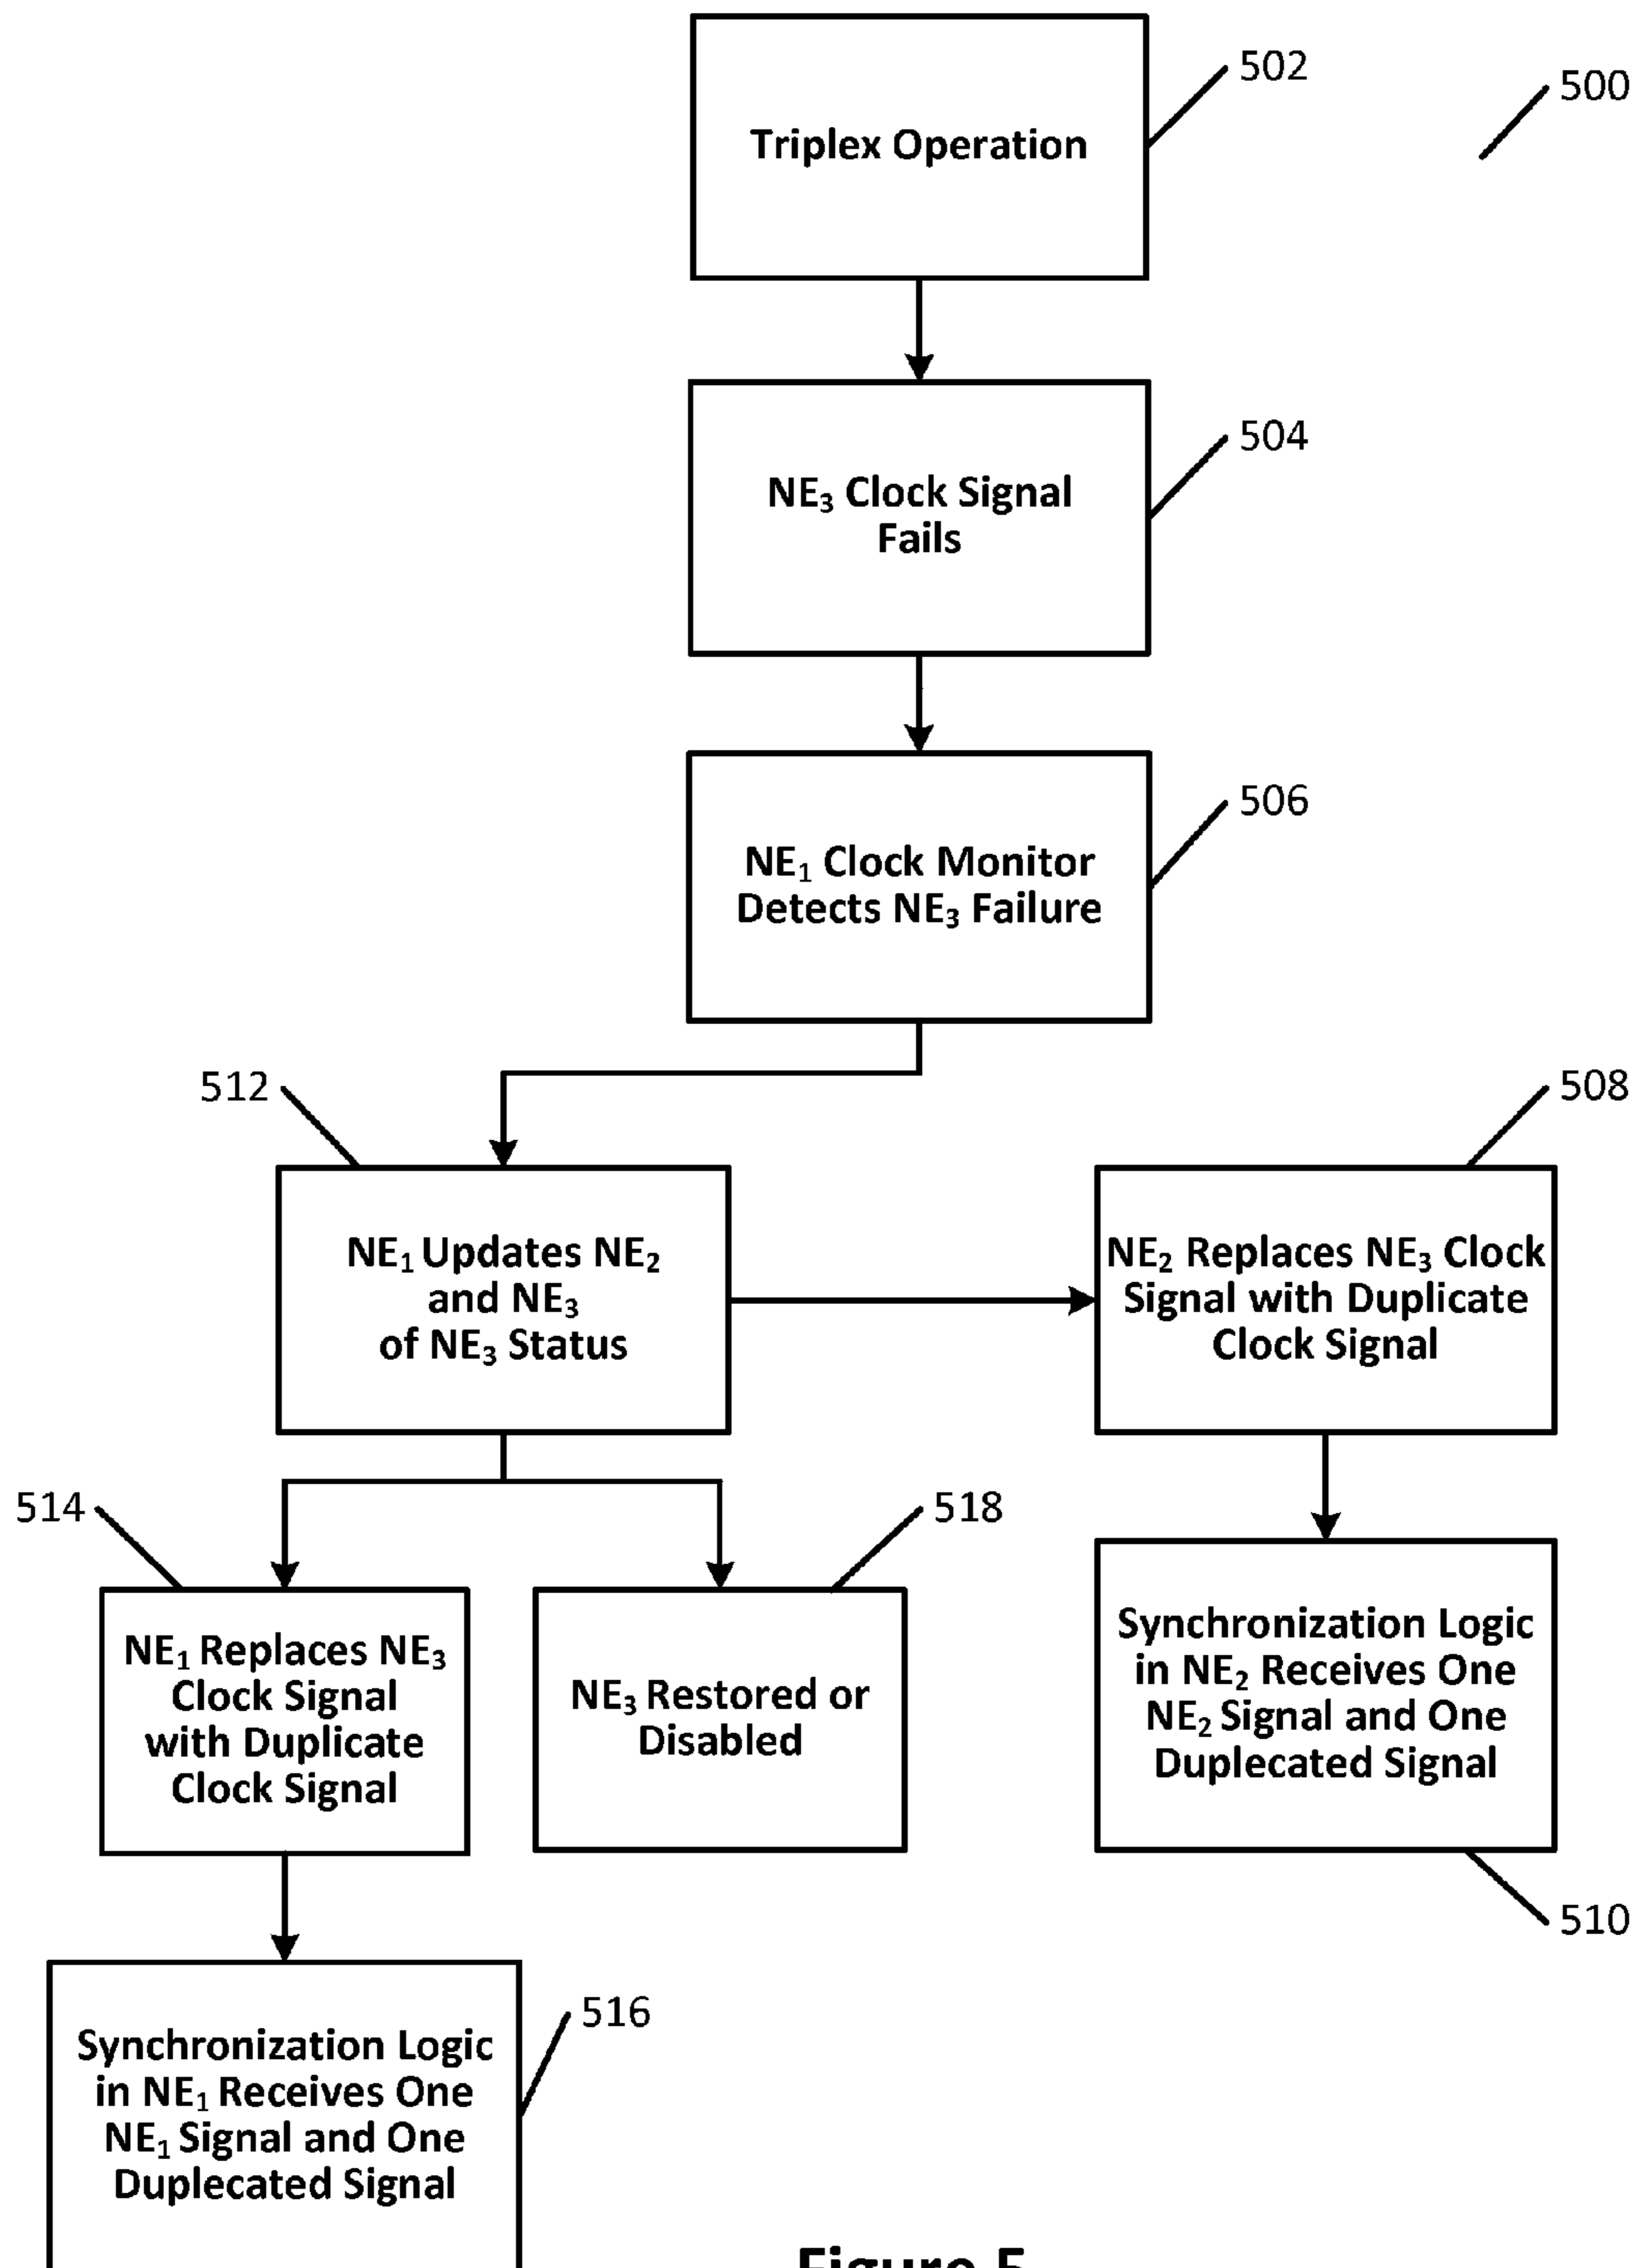 502
500
Triplex Operation
504
NE₃ Clock Signal
Fails
506
NE₁ Clock Monitor
Detects NE₃ Failure
512
508
NE₁ Updates NE₂
and NE₃
of NE₃ Status
NE₂ Replaces NE₃ Clock
Signal with Duplicate
Clock Signal
514
518
NE₁ Replaces NE₃
Clock Signal
with Duplicate
Clock Signal
NE₃ Restored or
Disabled
Synchronization Logic
in NE₂ Receives One
NE₂ Signal and One
Duplecated Signal
510
516
Synchronization Logic
in NE₁ Receives One
NE₁ Signal and One
Duplecated Signal
Figure 5